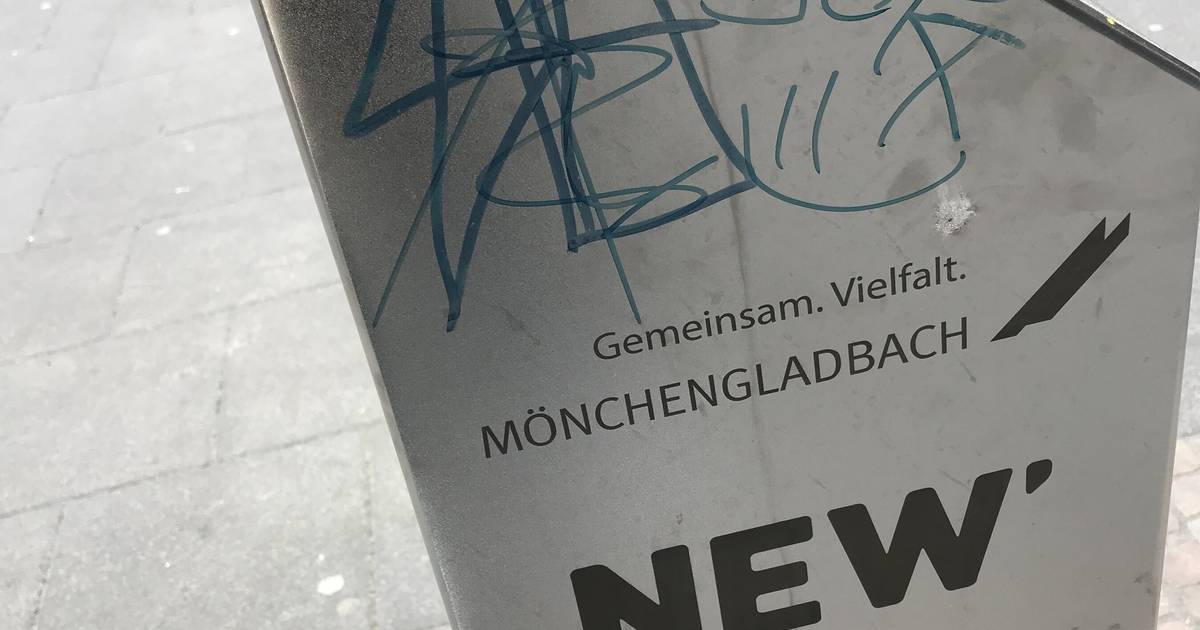 Gemeinsam. Vielfalt.
MÖNCHENGLADBACH
NEW'